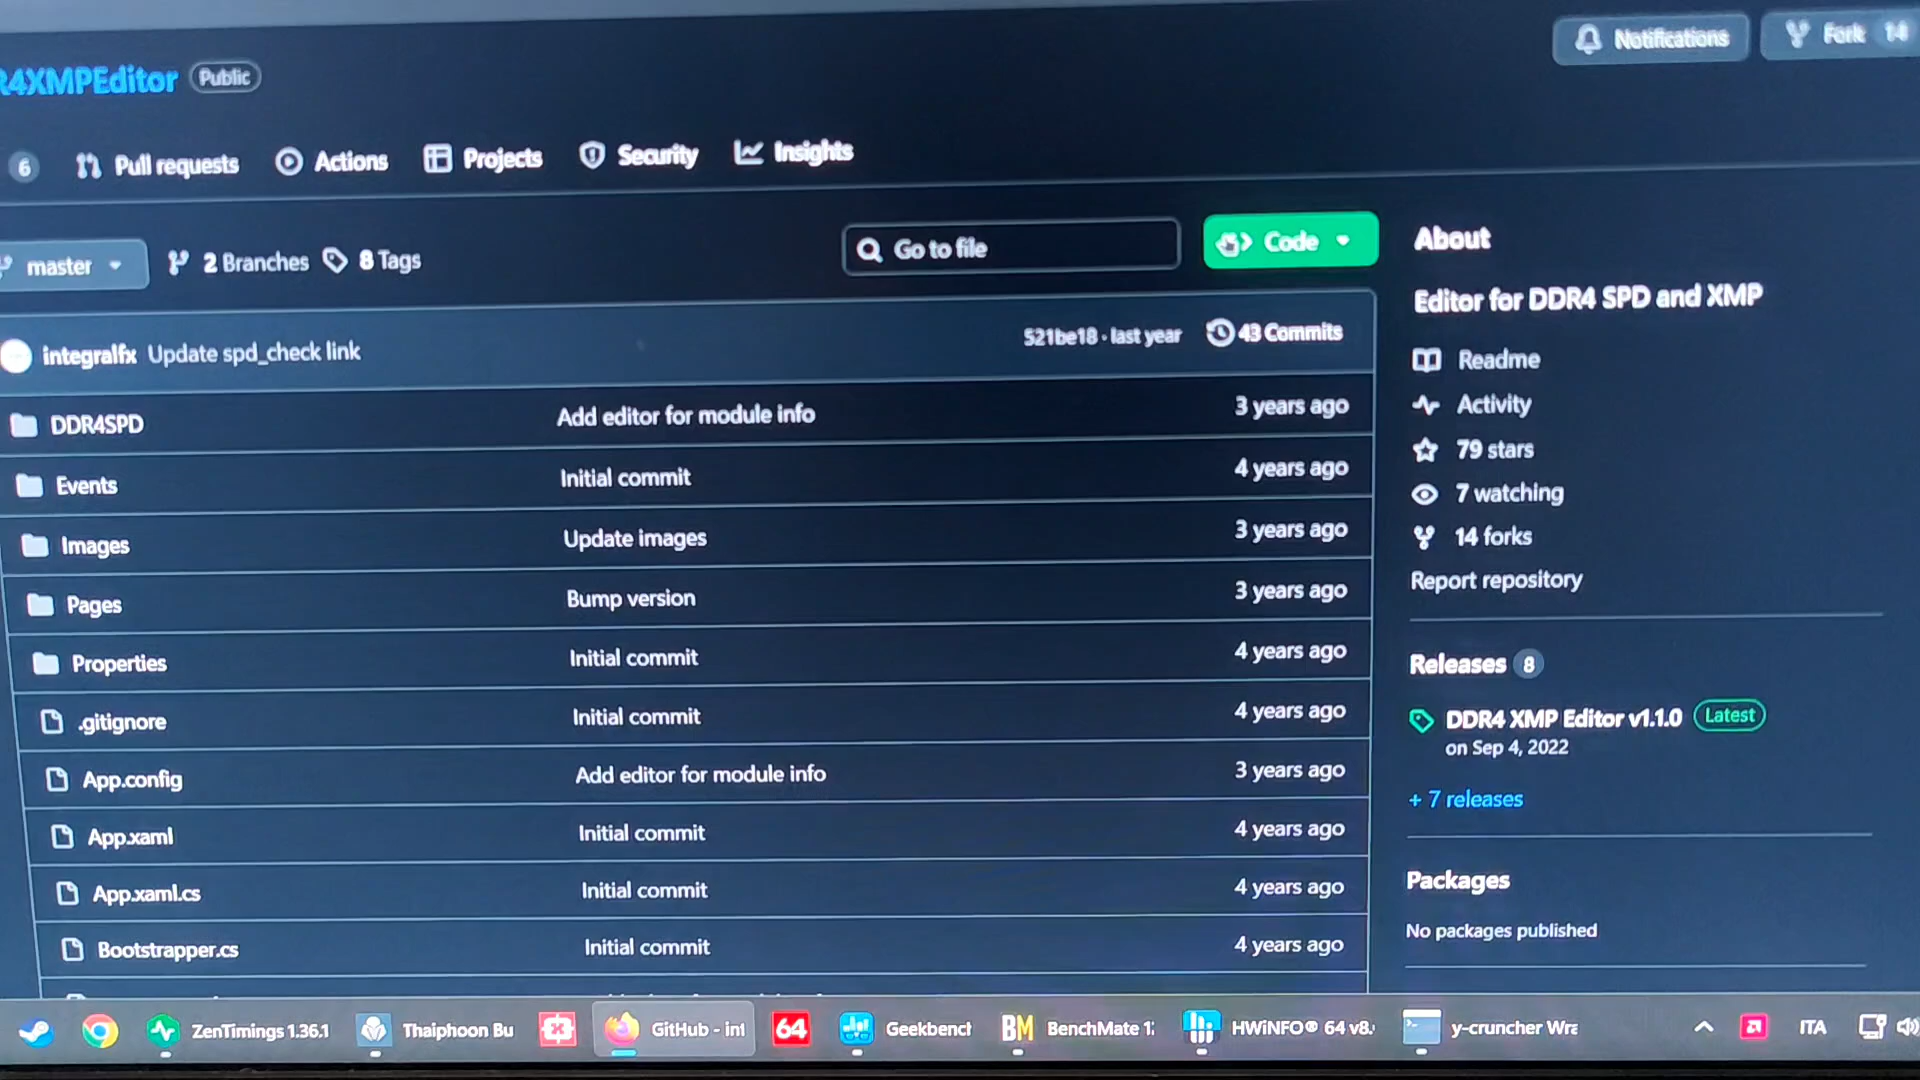 R4XMPEditor Public
Notifications
Fork 14
6 Pull requests Actions Projects Security Insights
master 2 Branches 8 Tags
Go to file
Code
integralfx Update spd_check link 521be18 · last year 43 Commits
DDR4SPD Add editor for module info 3 years ago
Events Initial commit 4 years ago
Images Update images 3 years ago
Pages Bump version 3 years ago
Properties Initial commit 4 years ago
.gitignore Initial commit 4 years ago
App.config Add editor for module info 3 years ago
App.xaml Initial commit 4 years ago
App.xaml.cs Initial commit 4 years ago
Bootstrapper.cs Initial commit 4 years ago
About
Editor for DDR4 SPD and XMP
Readme
Activity
79 stars
7 watching
14 forks
Report repository
Releases 8
DDR4 XMP Editor v1.1.0 Latest
on Sep 4, 2022
+ 7 releases
Packages
No packages published
ZenTimings 1.36.1 Thaiphoon Bu GitHub - int 64 Geekbench BM BenchMate 12 HWiNFO® 64 v8. y-cruncher Wra ITA